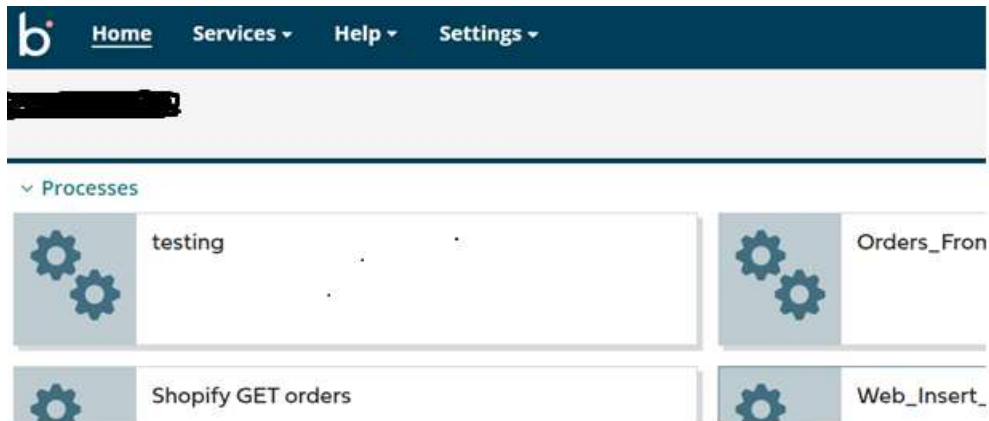 b Home Services Help Settings
Processes
testing
Orders_Fron
Shopify GET orders
Web_Insert_